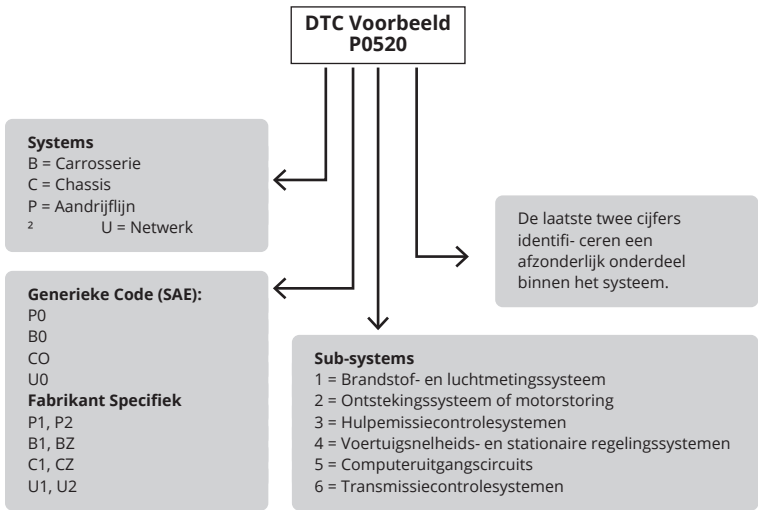 DTC Voorbeeld
P0520
Systems
B = Carrosserie
C = Chassis
P = Aandrijflijn
² U = Netwerk
De laatste twee cijfers
identifi- ceren een
afzonderlijk onderdeel
binnen het systeem.
Generieke Code (SAE):
P0
B0
CO
U0
Fabrikant Specifiek
P1, P2
B1, BZ
C1, CZ
U1, U2
Sub-systems
1 = Brandstof- en luchtmetingssysteem
2 = Ontstekingssysteem of motorstoring
3 = Hulpemissiecontrolesystemen
4 = Voertuigsnelheids- en stationaire regelingssystemen
5 = Computeruitgangscircuits
6 = Transmissiecontrolesystemen